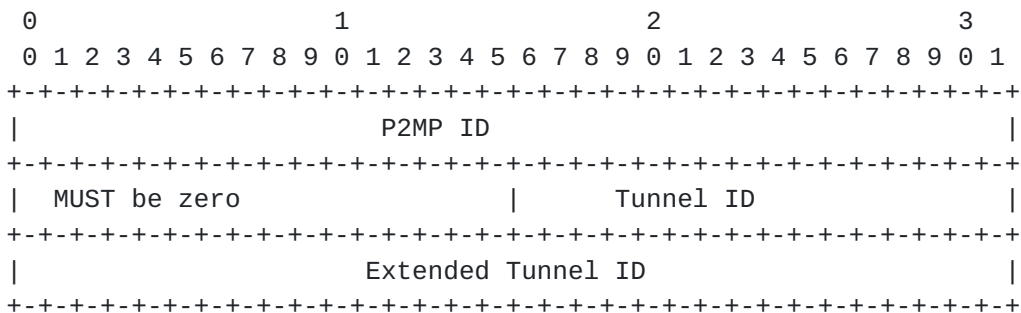 0                   1                   2                   3
 0 1 2 3 4 5 6 7 8 9 0 1 2 3 4 5 6 7 8 9 0 1 2 3 4 5 6 7 8 9 0 1
+-+-+-+-+-+-+-+-+-+-+-+-+-+-+-+-+-+-+-+-+-+-+-+-+-+-+-+-+-+-+-+-+
|                       P2MP ID                                 |
+-+-+-+-+-+-+-+-+-+-+-+-+-+-+-+-+-+-+-+-+-+-+-+-+-+-+-+-+-+-+-+-+
|  MUST be zero                 |      Tunnel ID                |
+-+-+-+-+-+-+-+-+-+-+-+-+-+-+-+-+-+-+-+-+-+-+-+-+-+-+-+-+-+-+-+-+
|                      Extended Tunnel ID                       |
+-+-+-+-+-+-+-+-+-+-+-+-+-+-+-+-+-+-+-+-+-+-+-+-+-+-+-+-+-+-+-+-+